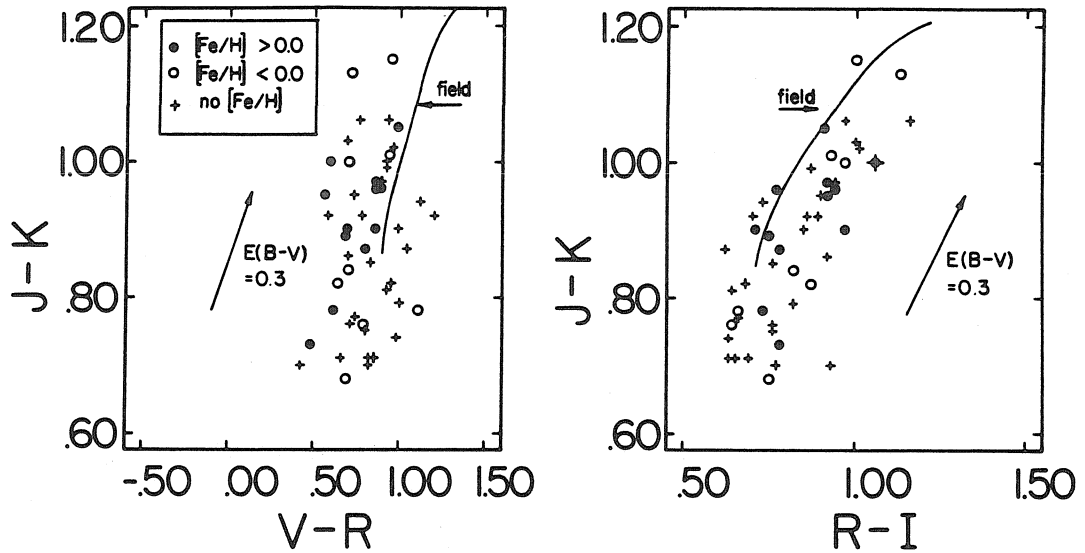 1.20
1.00
.80
.60
J-K
● [Fe/H] >0.0
○ [Fe/H] <0.0
+ no [Fe/H]
field
E(B-V)
=0.3
-.50 .00 .50 1.00 1.50
V-R
1.20
1.00
.80
.60
J-K
field
E(B-V)
=0.3
.50 1.00 1.50
R-I